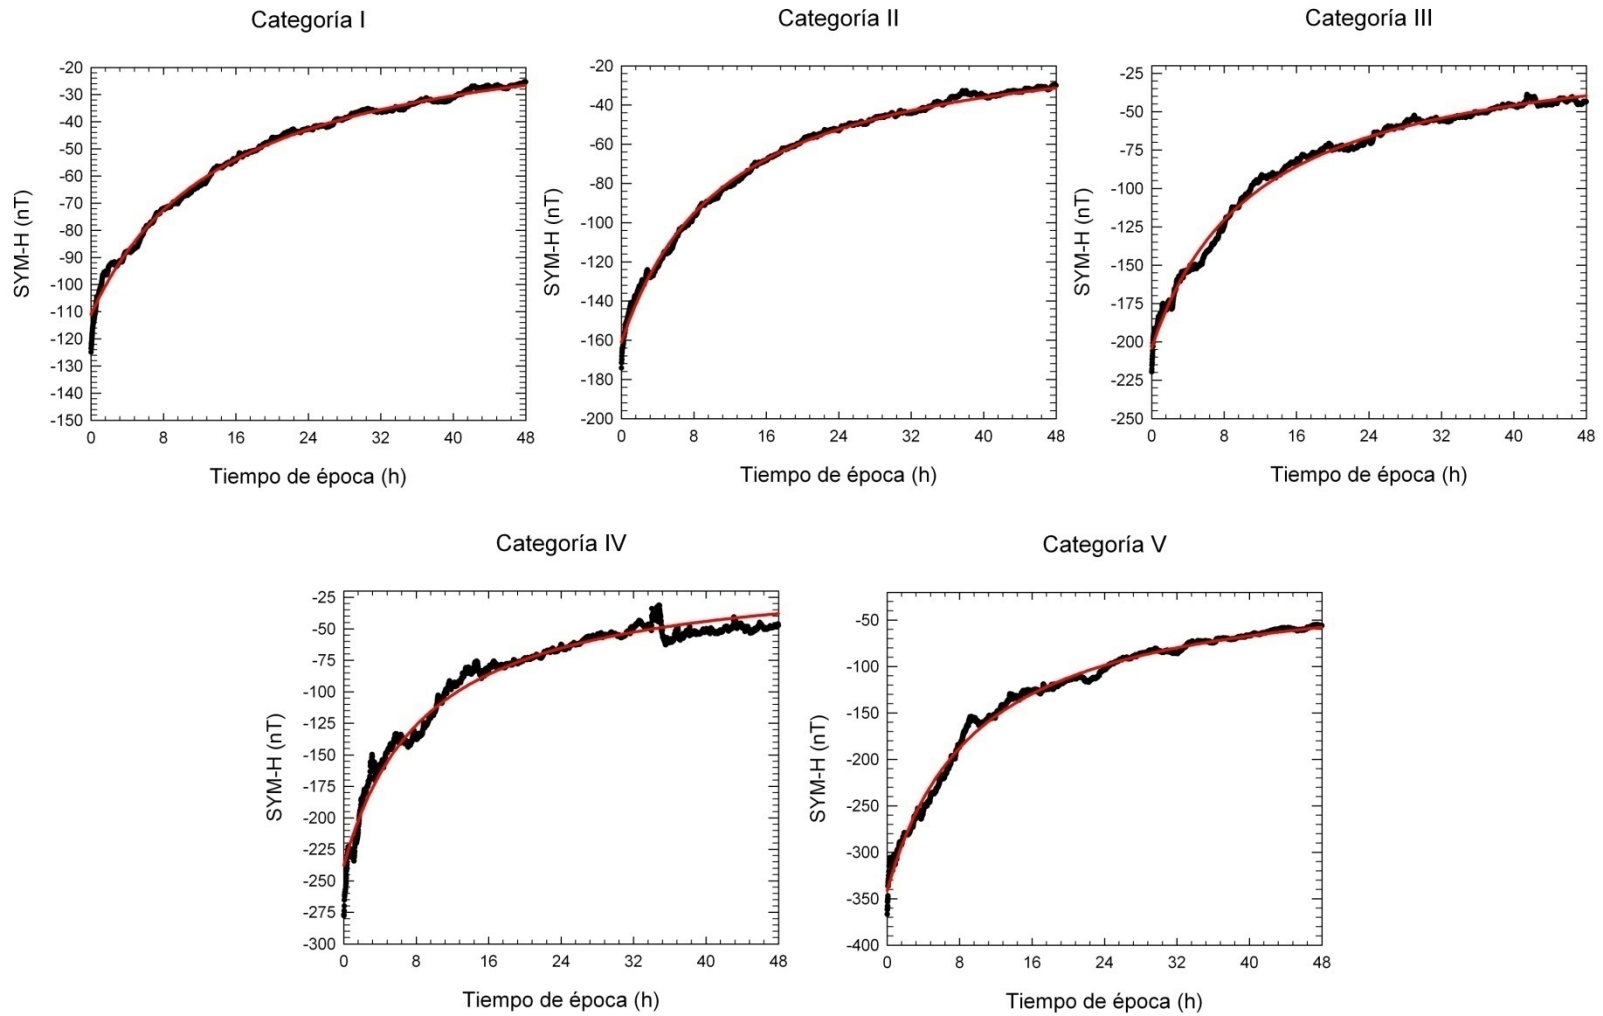 Categoría I
Categoría II
Categoría III
-20
-30
-40
-50
-60
-70
-80
-90
-100
-110
-120
-130
-140
-150
SYM-H (nT)
0 8 16 24 32 40 48
Tiempo de época (h)
-20
-40
-60
-80
-100
-120
-140
-160
-180
-200
SYM-H (nT)
0 8 16 24 32 40 48
Tiempo de época (h)
-25
-50
-75
-100
-125
-150
-175
-200
-225
-250
SYM-H (nT)
0 8 16 24 32 40 48
Tiempo de época (h)
Categoría IV
Categoría V
-25
-50
-75
-100
-125
-150
-175
-200
-225
-250
-275
-300
SYM-H (nT)
0 8 16 24 32 40 48
Tiempo de época (h)
-50
-100
-150
-200
-250
-300
-350
-400
SYM-H (nT)
0 8 16 24 32 40 48
Tiempo de época (h)